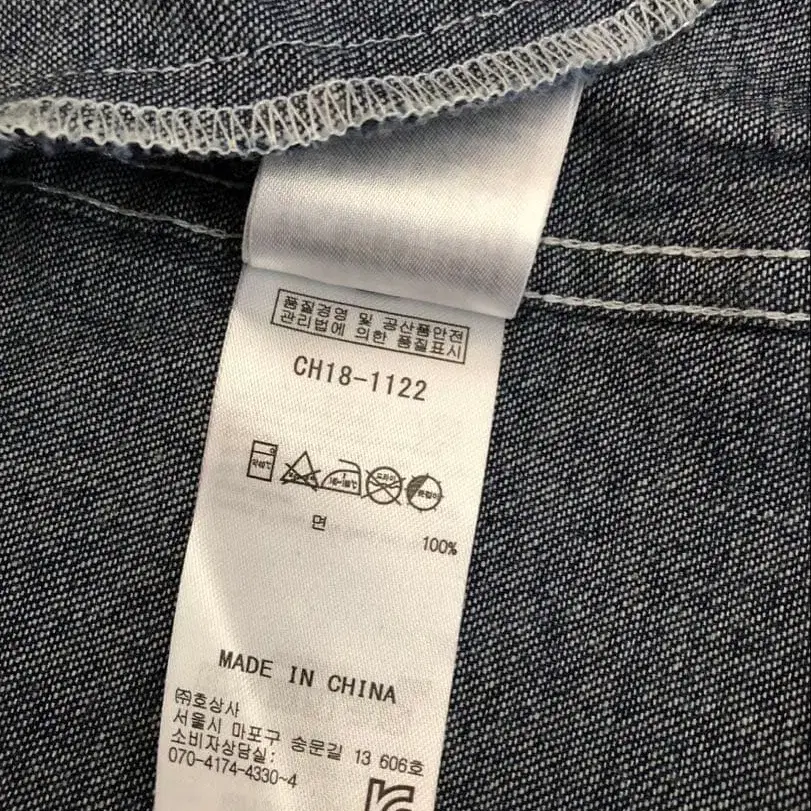 품질경영 및 공산품안전
관리법에 의한 품질표시
CH18-1122
면
100%
MADE IN CHINA
㈜호상사
서울시 마포구 숭문길 13 606호
소비자상담실:
070-4174-4330~4